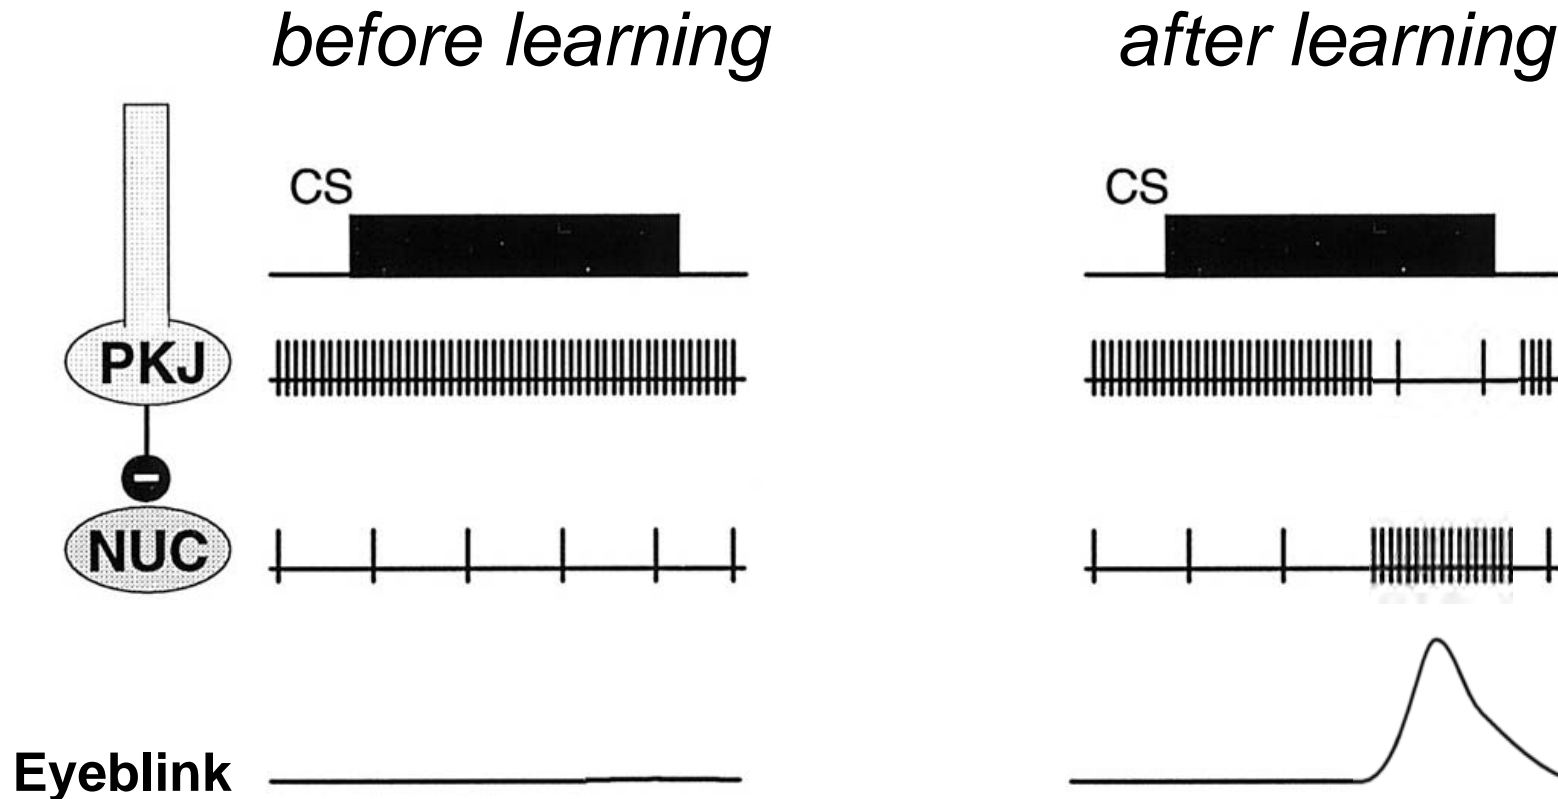 before learning
after learning
CS
CS
PKJ
NUC
Eyeblink